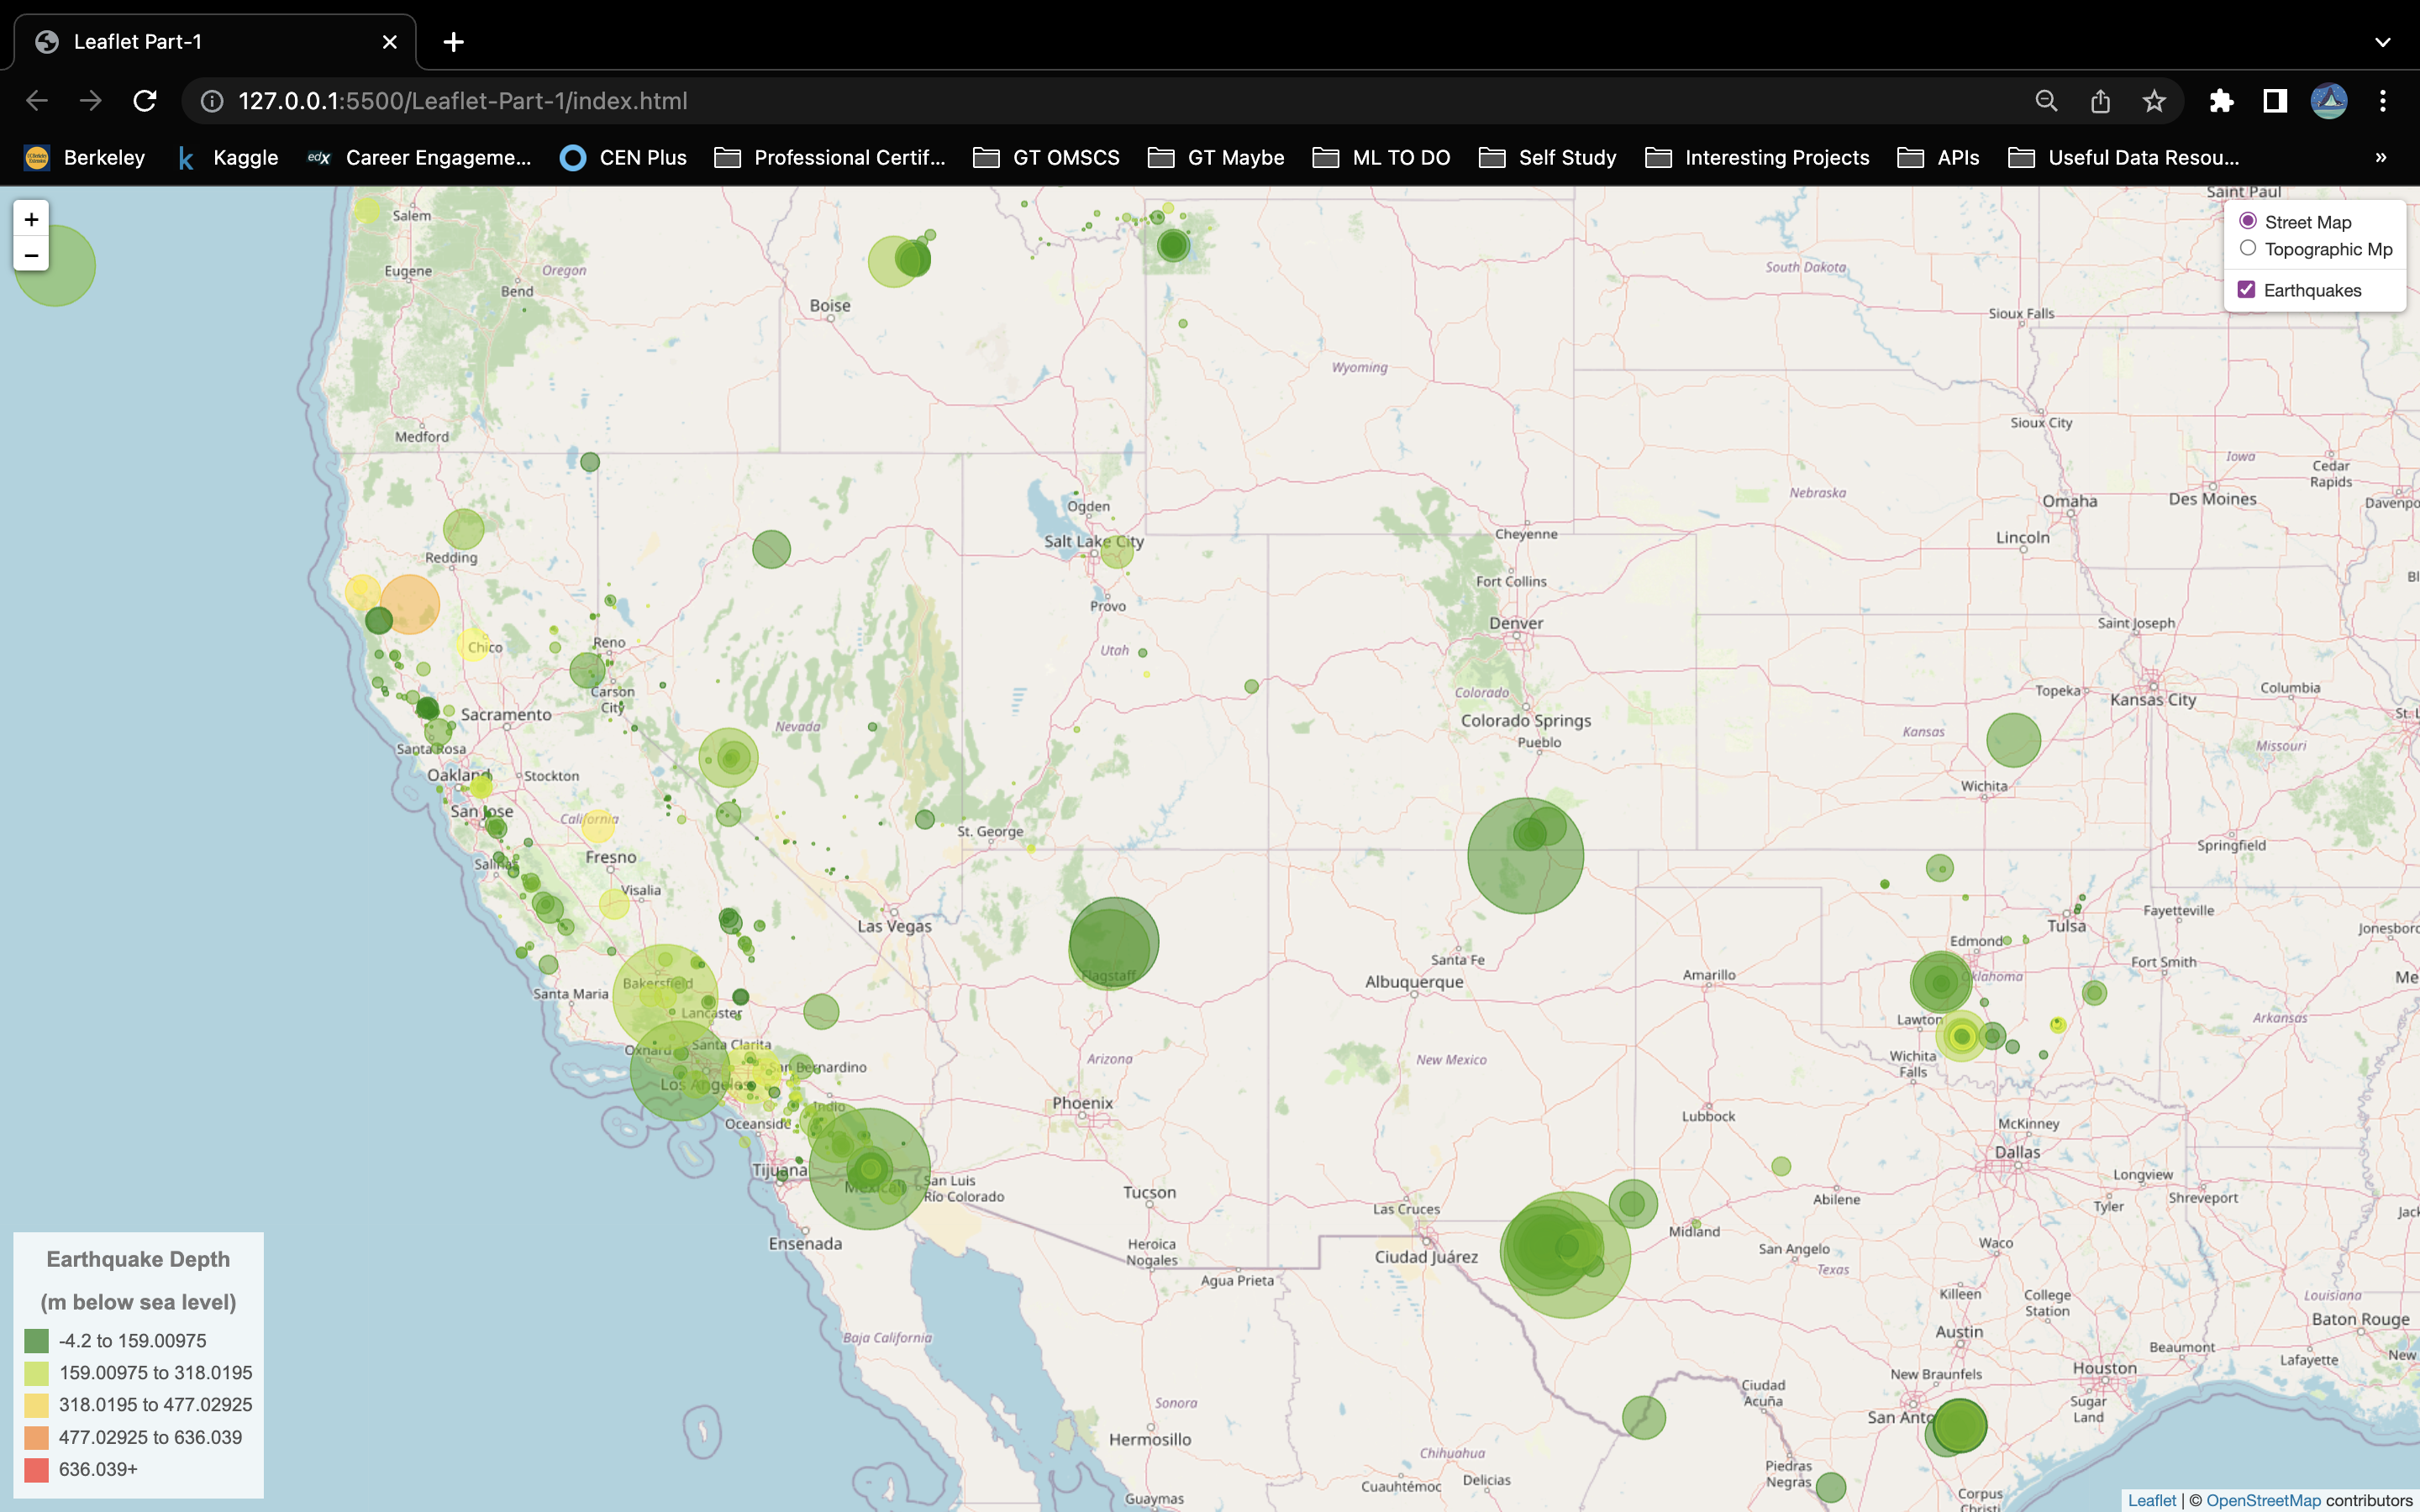 Leaflet Part-1
127.0.0.1:5500/Leaflet-Part-1/index.html
Berkeley
Kaggle
edX
Career Engageme...
CEN Plus
Professional Certif...
GT OMSCS
GT Maybe
ML TO DO
Self Study
Interesting Projects
APIs
Useful Data Resou...
»
+
−
Street Map
Topographic Mp
Earthquakes
Saint Paul
Salem
Eugene
Oregon
Bend
Boise
South Dakota
Sioux Falls
Wyoming
Medford
Sioux City
Iowa
Cedar
Rapids
Ogden
Nebraska
Omaha
Des Moines
Davenpo
Salt Lake City
Cheyenne
Lincoln
Redding
Fort Collins
Bl
Provo
Denver
Saint Joseph
Chico
Reno
Utah
Carson
City
Colorado
Topeka
Kansas City
Columbia
Sacramento
Nevada
Colorado Springs
St. L
Santa Rosa
Pueblo
Kansas
Missouri
Oakland
Stockton
Wichita
San Jose
California
St. George
Springfield
Fresno
Salinas
Visalia
Las Vegas
Tulsa
Fayetteville
Jonesboro
Edmond
Santa Fe
Flagstaff
Albuquerque
Amarillo
Oklahoma
Fort Smith
Me
Bakersfield
Santa Maria
Lancaster
Lawton
Arkansas
Oxnard
Santa Clarita
Arizona
New Mexico
Wichita
Falls
San Bernardino
Los Angeles
Phoenix
Indio
Lubbock
Oceanside
McKinney
Dallas
Tijuana
Mexicali
San Luis
Río Colorado
Tucson
Las Cruces
Abilene
Longview
Tyler
Shreveport
Jack
Midland
Ensenada
Heroica
Nogales
Ciudad Juárez
San Angelo
Waco
Texas
Agua Prieta
Killeen
College
Station
Louisiana
Baton Rouge
Baja California
Austin
Beaumont
Lafayette
New
New Braunfels
Houston
Ciudad
Acuña
Sonora
San Anto
Sugar
Land
Hermosillo
Chihuahua
Piedras
Negras
Cuauhtémoc
Delicias
Guaymas
Corpus
Christi
Earthquake Depth
(m below sea level)
-4.2 to 159.00975
159.00975 to 318.0195
318.0195 to 477.02925
477.02925 to 636.039
636.039+
Leaflet | © OpenStreetMap contributors